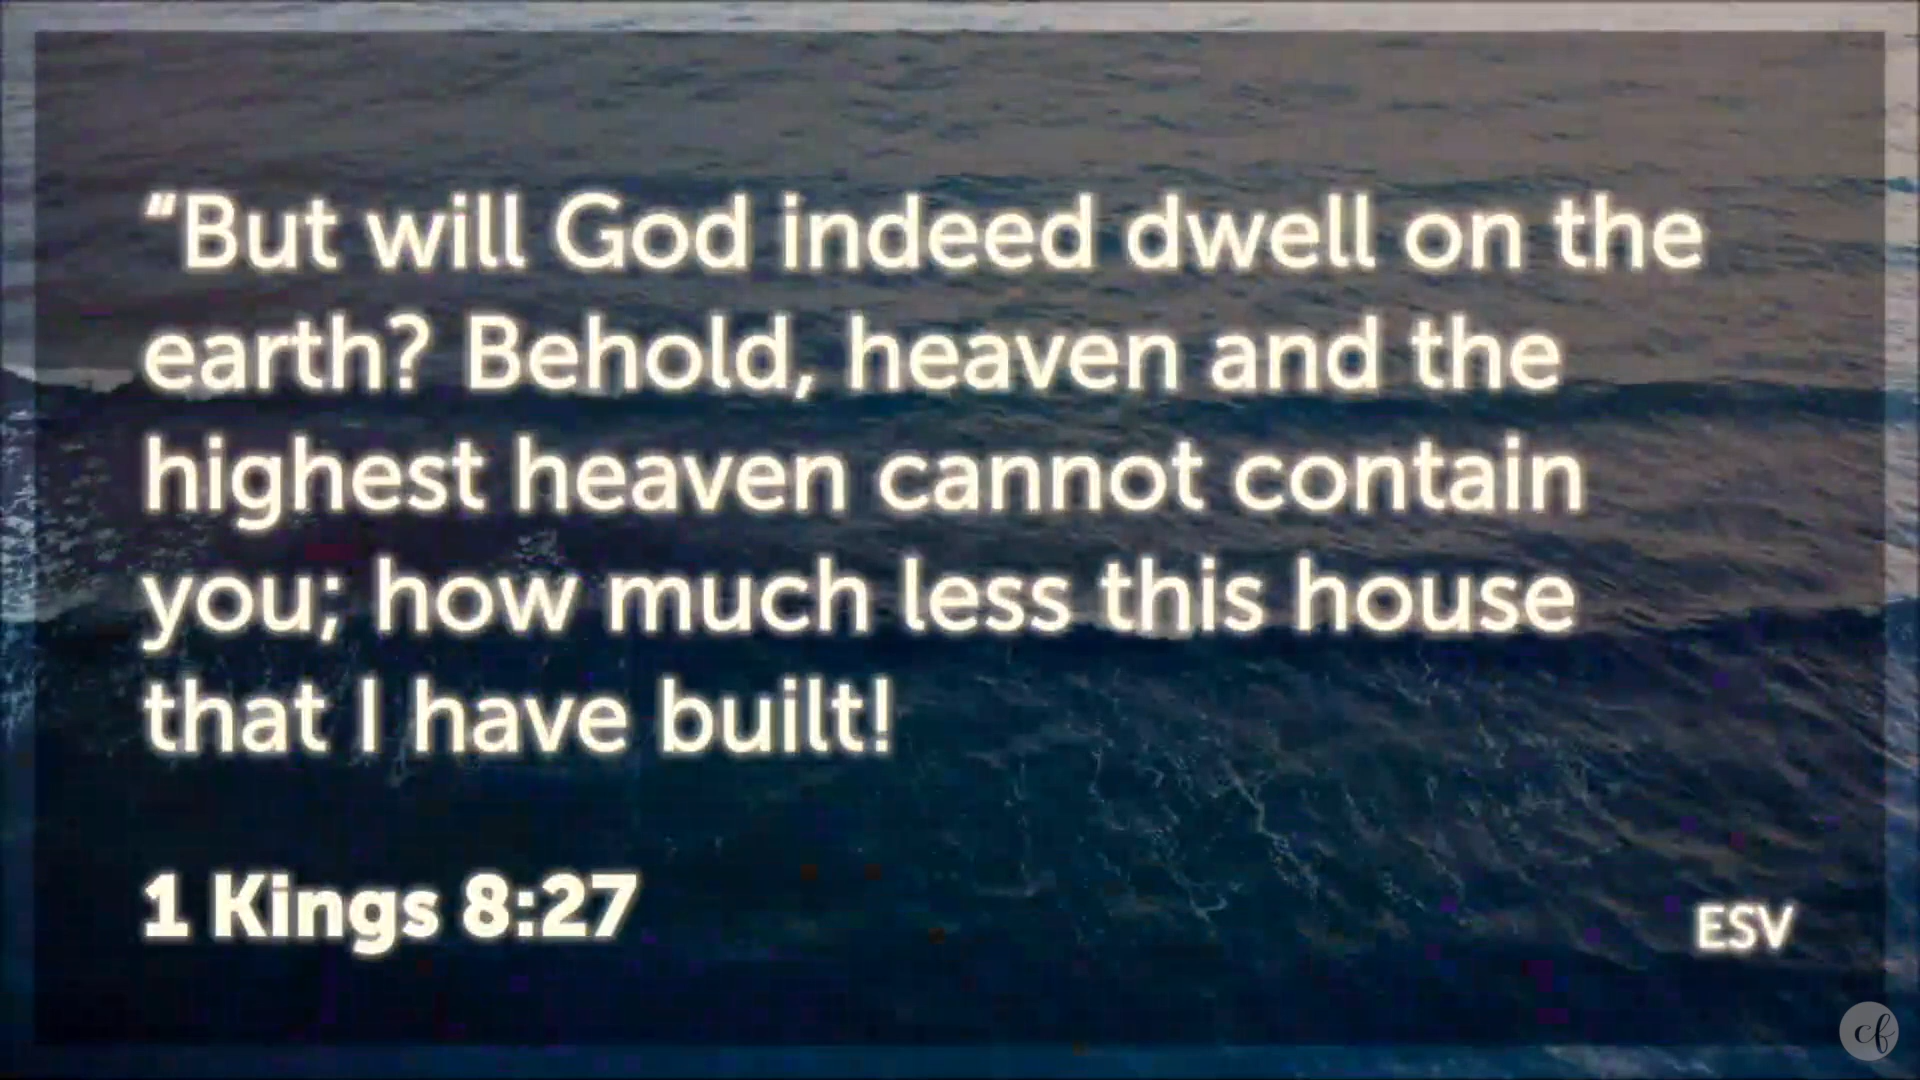 “But will God indeed dwell on the
earth? Behold, heaven and the
highest heaven cannot contain
you; how much less this house
that I have built!
1 Kings 8:27
ESV
cf